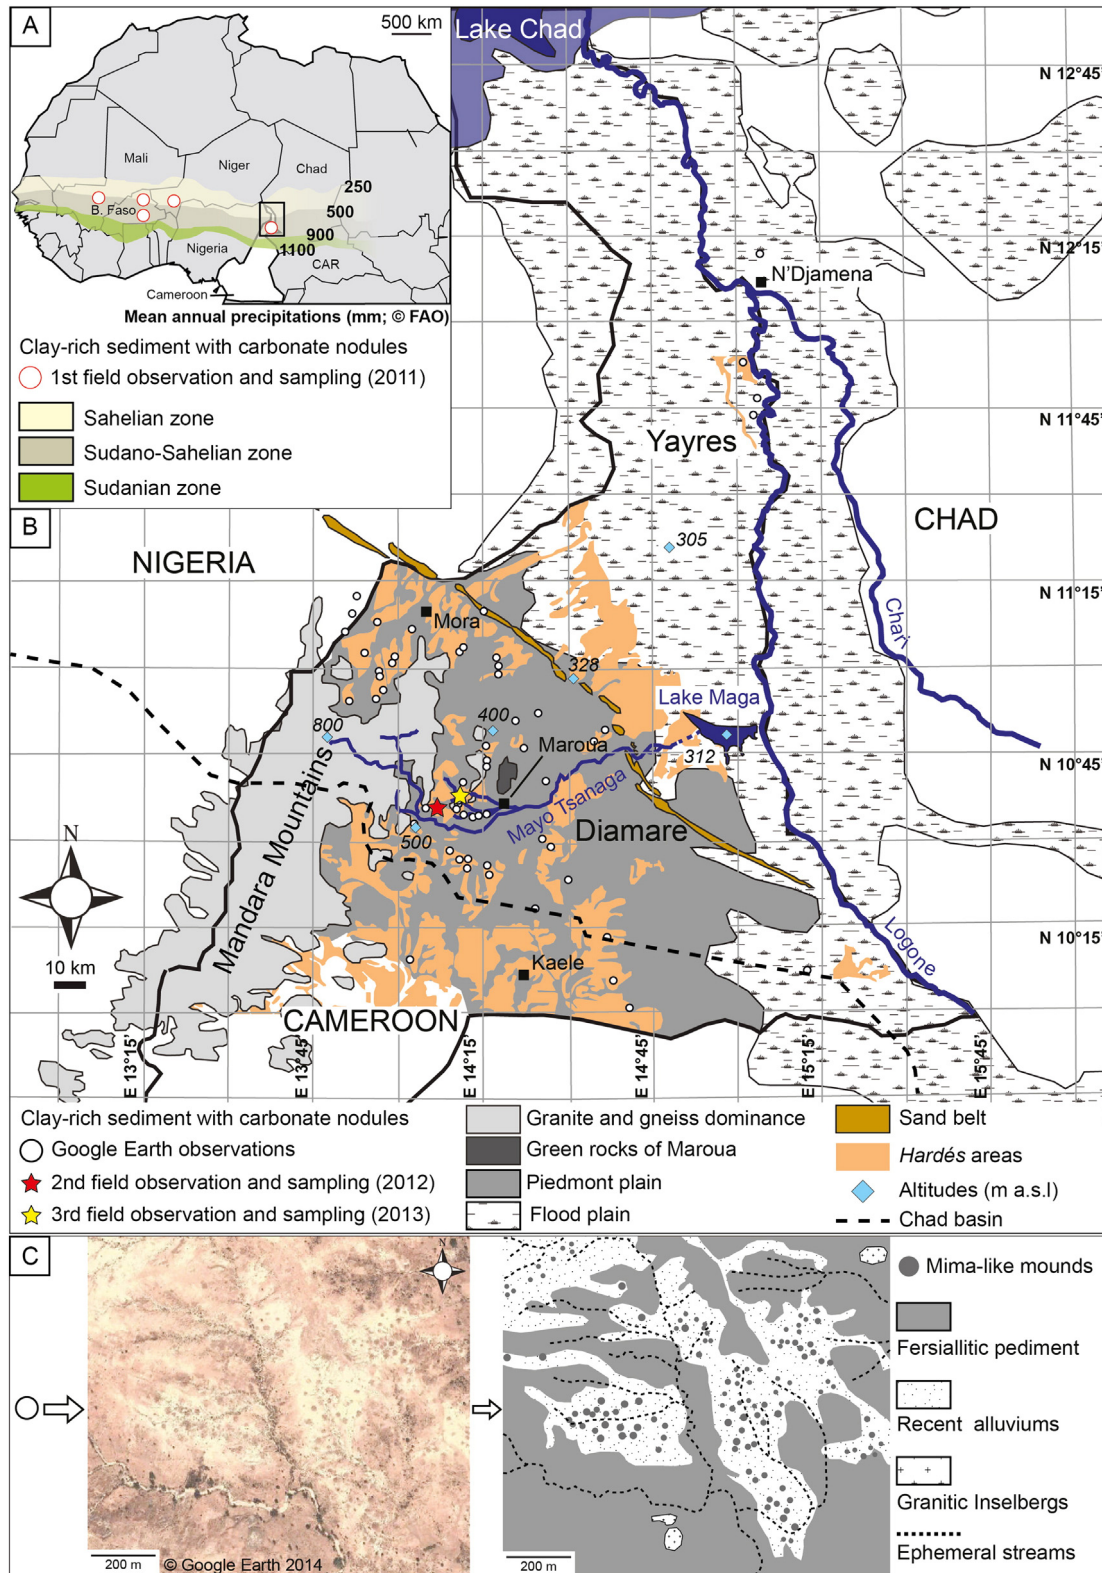 A
500 km
Mali
Niger
Chad
250
B. Faso
500
900
Nigeria
1100
CAR
Cameroon
Mean annual precipitations (mm; © FAO)
Clay-rich sediment with carbonate nodules
1st field observation and sampling (2011)
Sahelian zone
Sudano-Sahelian zone
Sudanian zone
B
Lake Chad
N 12°45'
N 12°15'
N'Djamena
N 11°45'
Yayres
CHAD
NIGERIA
305
N 11°15'
Mora
Chari
328
Lake Maga
800
400
Maroua
312
N 10°45'
Mayo Tsanaga
Diamare
500
Mandara Mountains
N
N 10°15'
Logone
10 km
Kaele
CAMEROON
E 13°15'
E 13°45'
E 14°15'
E 14°45'
E 15°15'
E 15°45'
Clay-rich sediment with carbonate nodules
Google Earth observations
2nd field observation and sampling (2012)
3rd field observation and sampling (2013)
Granite and gneiss dominance
Green rocks of Maroua
Piedmont plain
Flood plain
Sand belt
Hardés areas
Altitudes (m a.s.l)
Chad basin
C
N
200 m
© Google Earth 2014
200 m
Mima-like mounds
Fersiallitic pediment
Recent alluviums
Granitic Inselbergs
Ephemeral streams